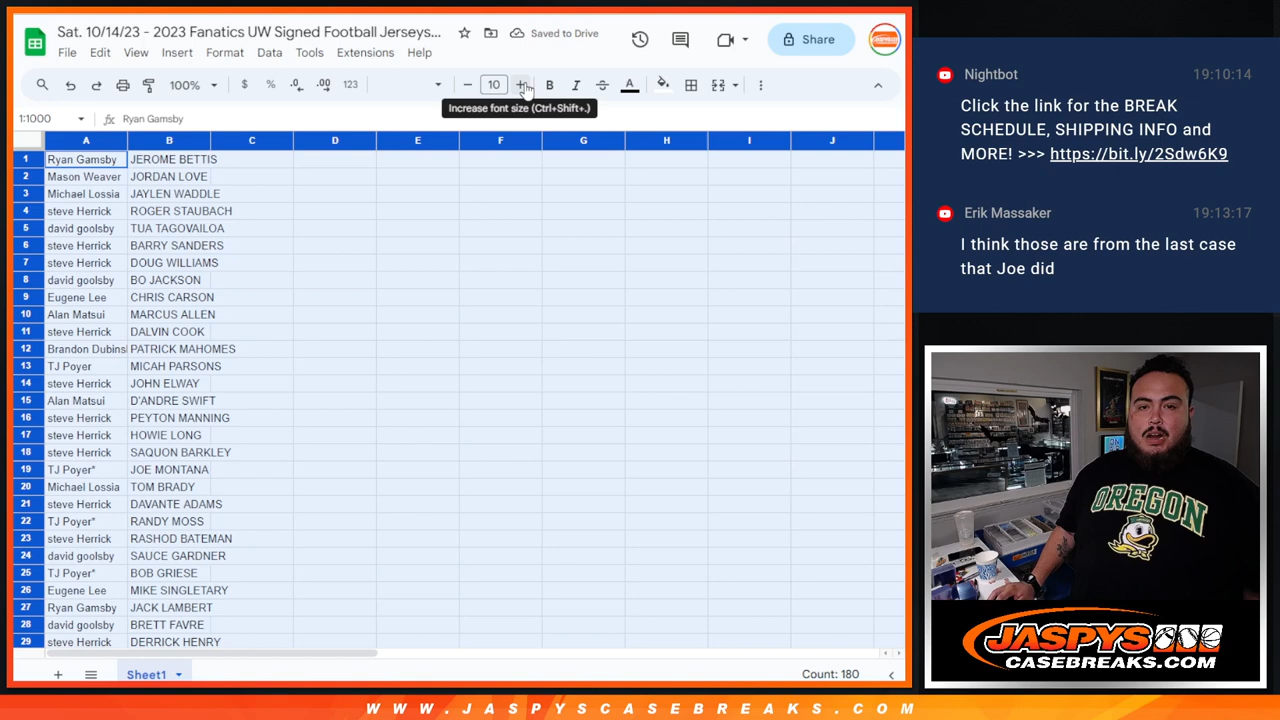 Sat. 10/14/23 - 2023 Fanatics UW Signed Football Jerseys...
Saved to Drive
Share
File Edit View Insert Format Data Tools Extensions Help
100% $ % .0 .00 123 10 B I A
Increase font size (Ctrl+Shift+.)
1:1000 fx Ryan Gamsby
A B C D E F G H I J
1 Ryan Gamsby JEROME BETTIS
2 Mason Weaver JORDAN LOVE
3 Michael Lossia JAYLEN WADDLE
4 steve Herrick ROGER STAUBACH
5 david goolsby TUA TAGOVAILOA
6 steve Herrick BARRY SANDERS
7 steve Herrick DOUG WILLIAMS
8 david goolsby BO JACKSON
9 Eugene Lee CHRIS CARSON
10 Alan Matsui MARCUS ALLEN
11 steve Herrick DALVIN COOK
12 Brandon Dubins PATRICK MAHOMES
13 TJ Poyer MICAH PARSONS
14 steve Herrick JOHN ELWAY
15 Alan Matsui D'ANDRE SWIFT
16 steve Herrick PEYTON MANNING
17 steve Herrick HOWIE LONG
18 steve Herrick SAQUON BARKLEY
19 TJ Poyer* JOE MONTANA
20 Michael Lossia TOM BRADY
21 steve Herrick DAVANTE ADAMS
22 TJ Poyer* RANDY MOSS
23 steve Herrick RASHOD BATEMAN
24 david goolsby SAUCE GARDNER
25 TJ Poyer* BOB GRIESE
26 Eugene Lee MIKE SINGLETARY
27 Ryan Gamsby JACK LAMBERT
28 david goolsby BRETT FAVRE
29 steve Herrick DERRICK HENRY
Sheet1
Count: 180
Nightbot 19:10:14
Click the link for the BREAK
SCHEDULE, SHIPPING INFO and
MORE! >>> https://bit.ly/2Sdw6K9
Erik Massaker 19:13:17
I think those are from the last case
that Joe did
OREGON
JASPYS
CASEBREAKS.COM
WWW.JASPYSCASEBREAKS.COM